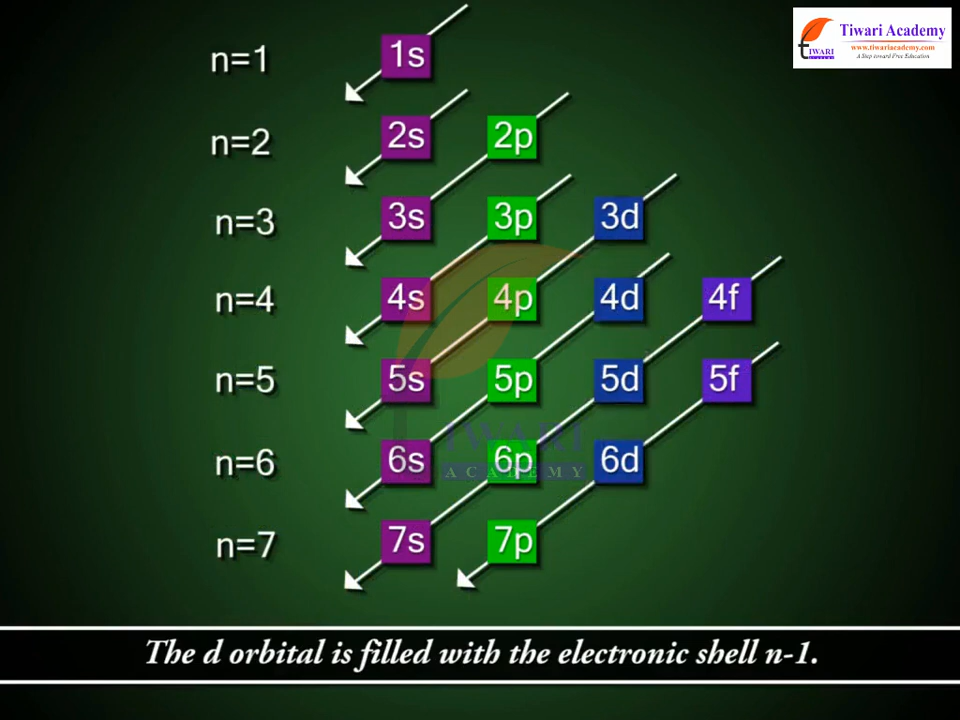 Tiwari Academy
TIWARI
ACADEMY
www.tiwariacademy.com
A Step toward Free Education
n=1 1s
n=2 2s 2p
n=3 3s 3p 3d
n=4 4s 4p 4d 4f
n=5 5s 5p 5d 5f
TIWARI
n=6 6s 6p 6d
ACADEMY
n=7 7s 7p
The d orbital is filled with the electronic shell n-1.